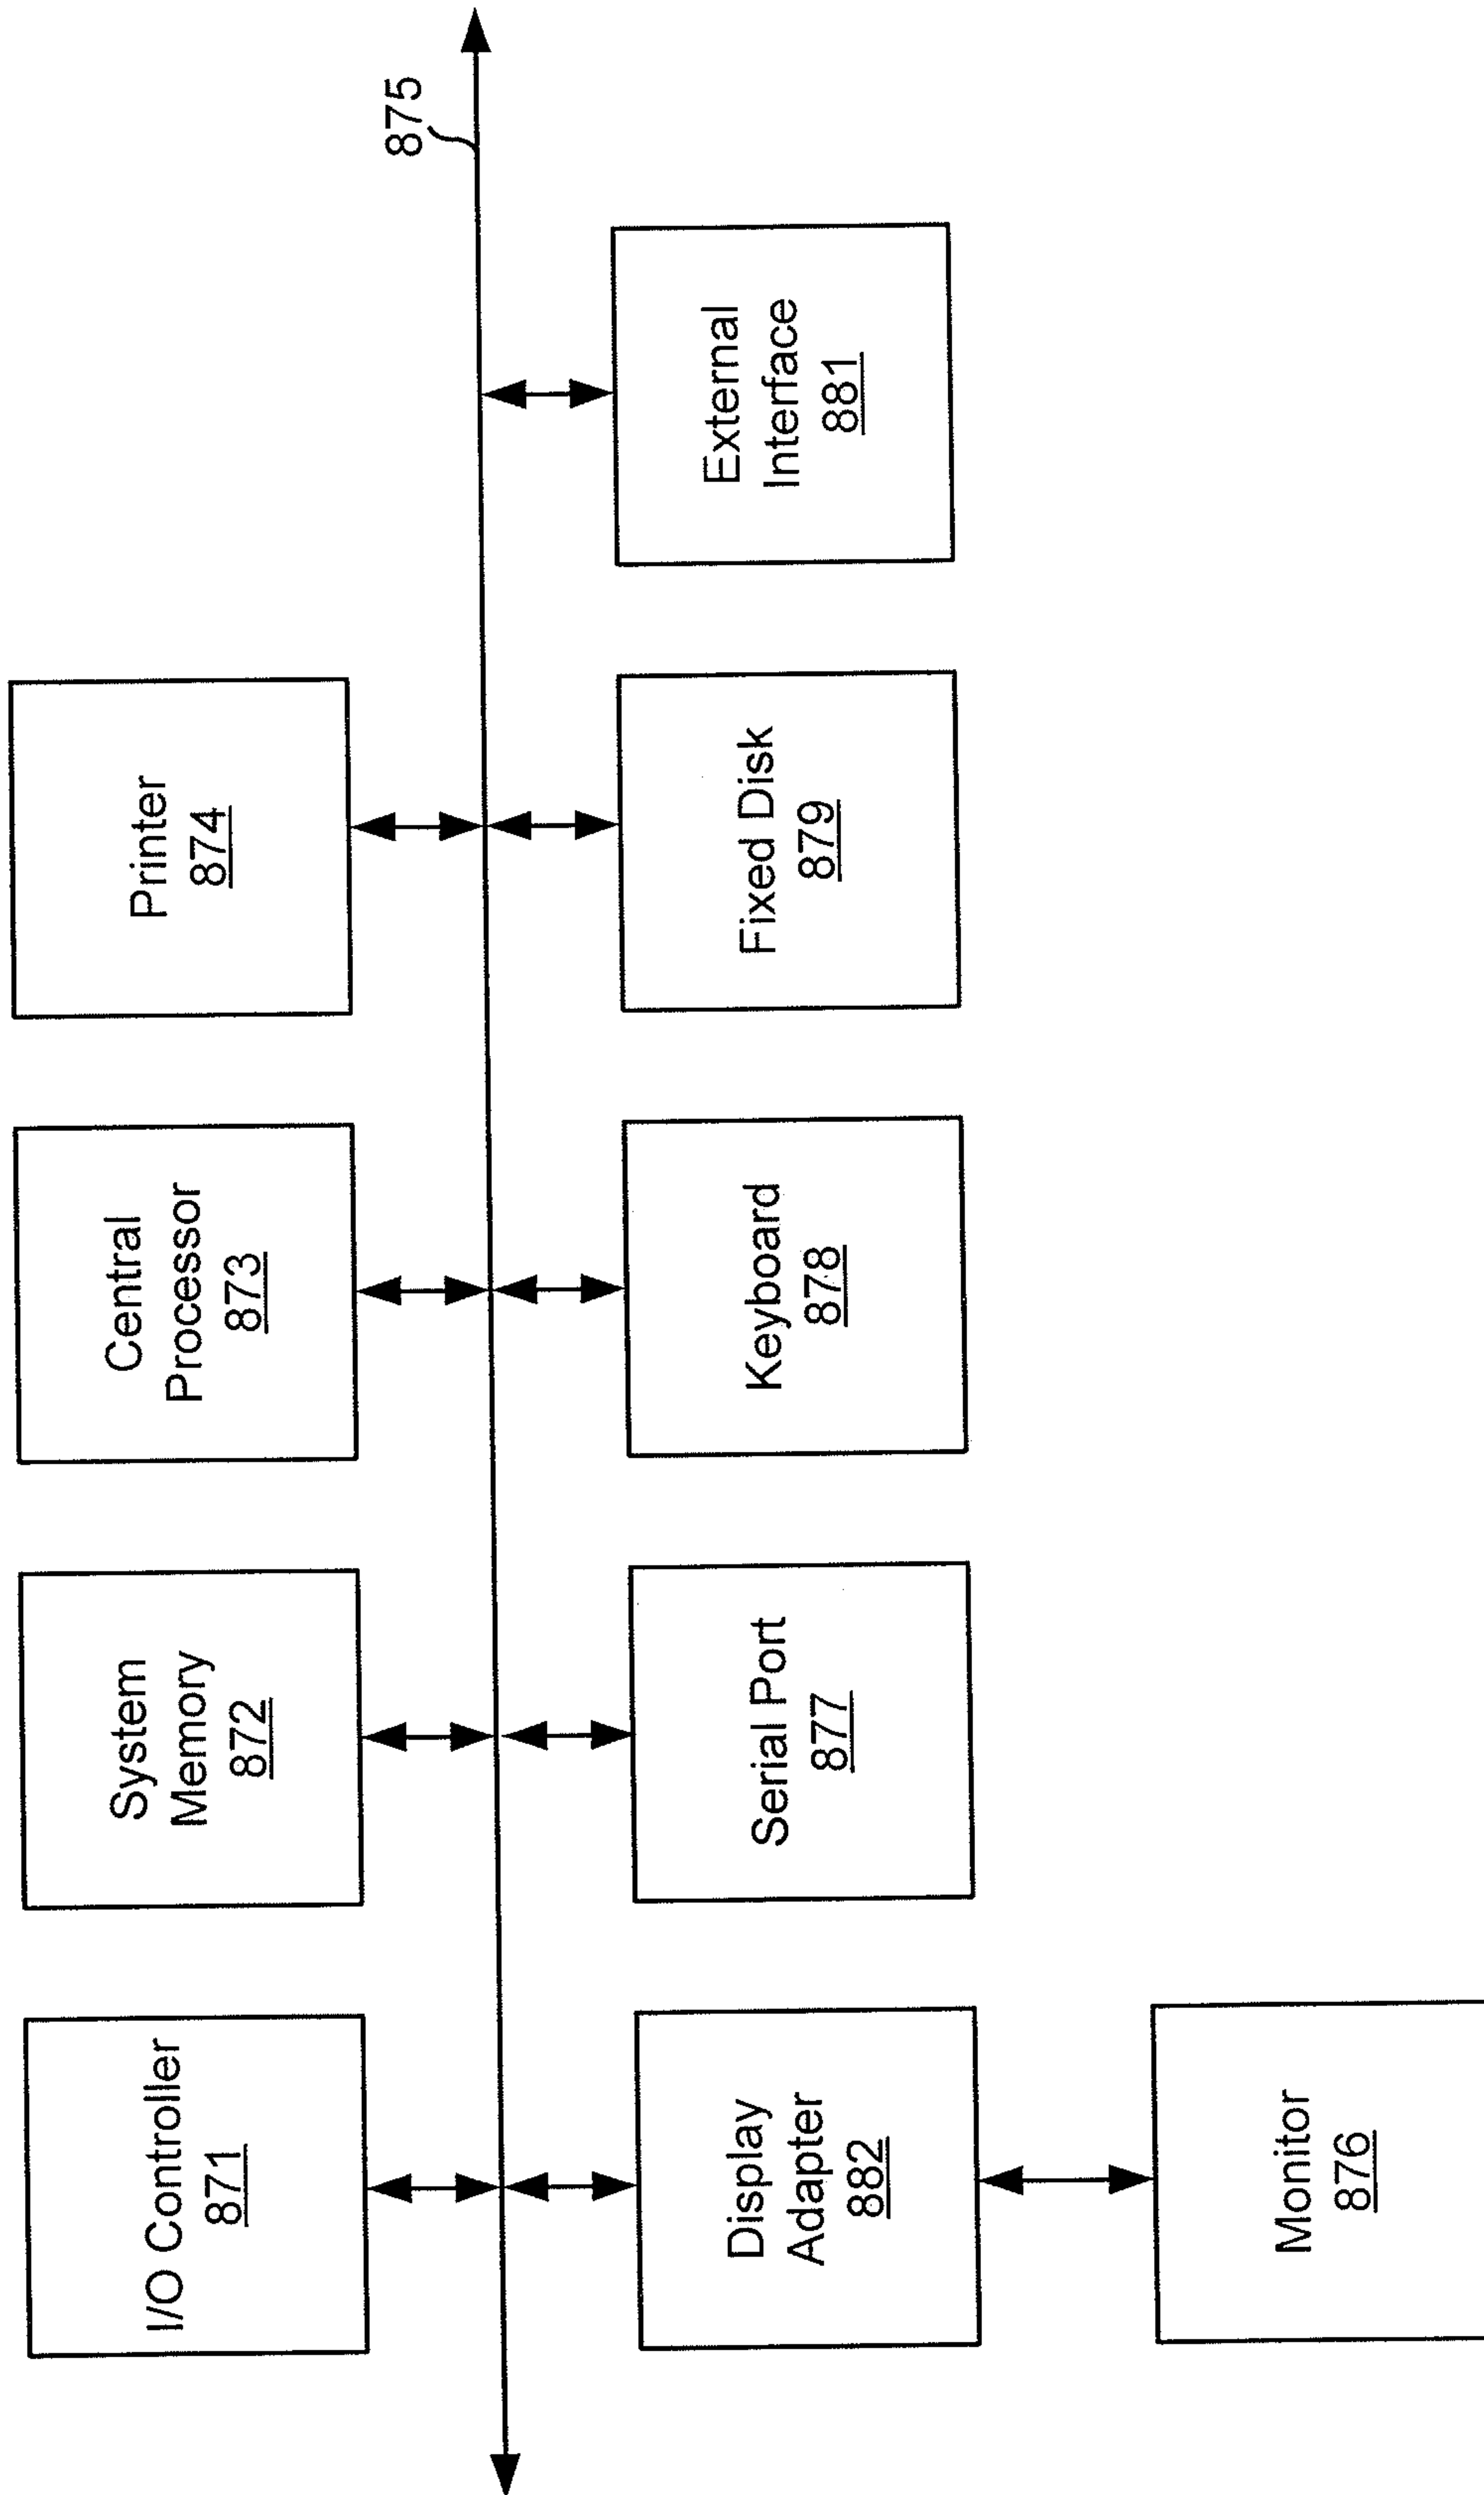 I/O Controller
871
System
Memory
872
Central
Processor
873
Printer
874
875
Display
Adapter
882
Serial Port
877
Keyboard
878
Fixed Disk
879
External
Interface
881
Monitor
876